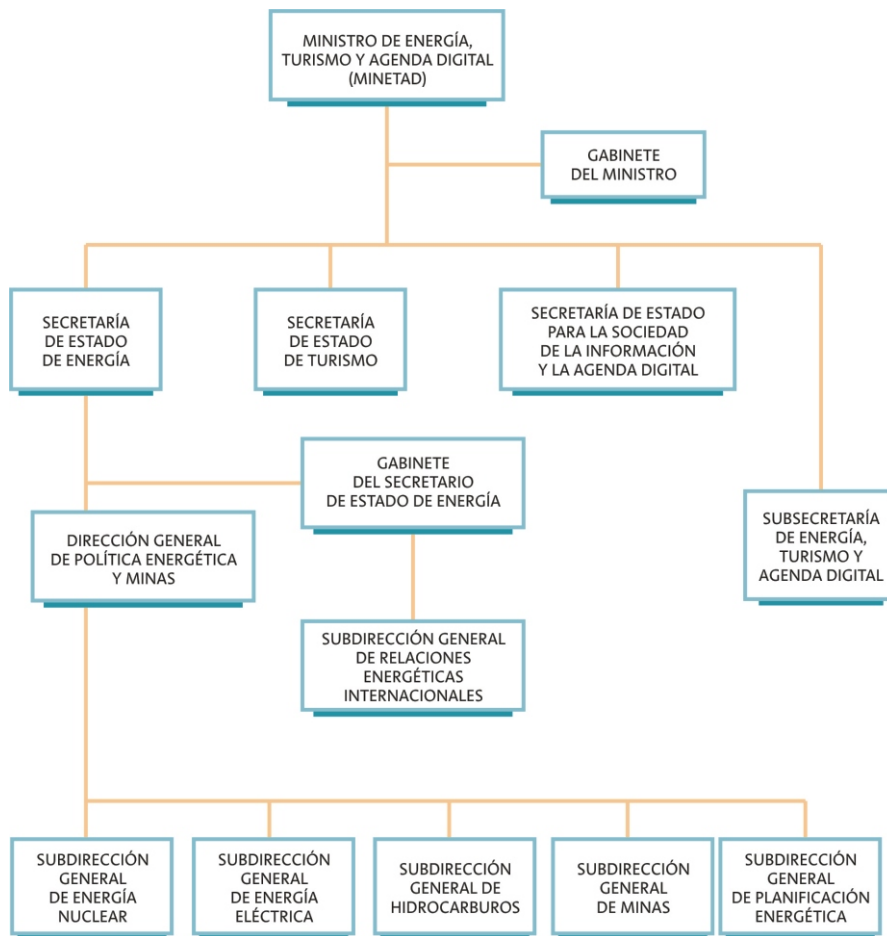 MINISTRO DE ENERGÍA,
TURISMO Y AGENDA DIGITAL
(MINETAD)
GABINETE
DEL MINISTRO
SECRETARÍA
DE ESTADO
DE ENERGÍA
SECRETARÍA
DE ESTADO
DE TURISMO
SECRETARÍA DE ESTADO
PARA LA SOCIEDAD
DE LA INFORMACIÓN
Y LA AGENDA DIGITAL
GABINETE
DEL SECRETARIO
DE ESTADO DE ENERGÍA
SUBSECRETARÍA
DE ENERGÍA,
TURISMO Y
AGENDA DIGITAL
DIRECCIÓN GENERAL
DE POLÍTICA ENERGÉTICA
Y MINAS
SUBDIRECCIÓN GENERAL
DE RELACIONES
ENERGÉTICAS
INTERNACIONALES
SUBDIRECCIÓN
GENERAL
DE ENERGÍA
NUCLEAR
SUBDIRECCIÓN
GENERAL
DE ENERGÍA
ELÉCTRICA
SUBDIRECCIÓN
GENERAL DE
HIDROCARBUROS
SUBDIRECCIÓN
GENERAL
DE MINAS
SUBDIRECCIÓN
GENERAL
DE PLANIFICACIÓN
ENERGÉTICA